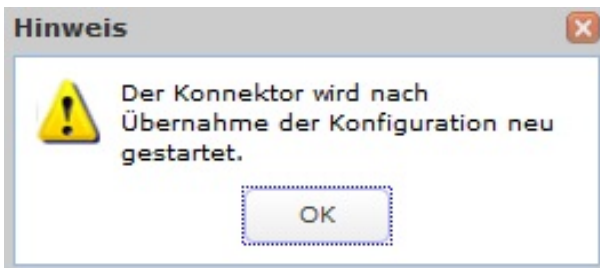 Hinweis
Der Konnektor wird nach
Übernahme der Konfiguration neu
gestartet.
OK